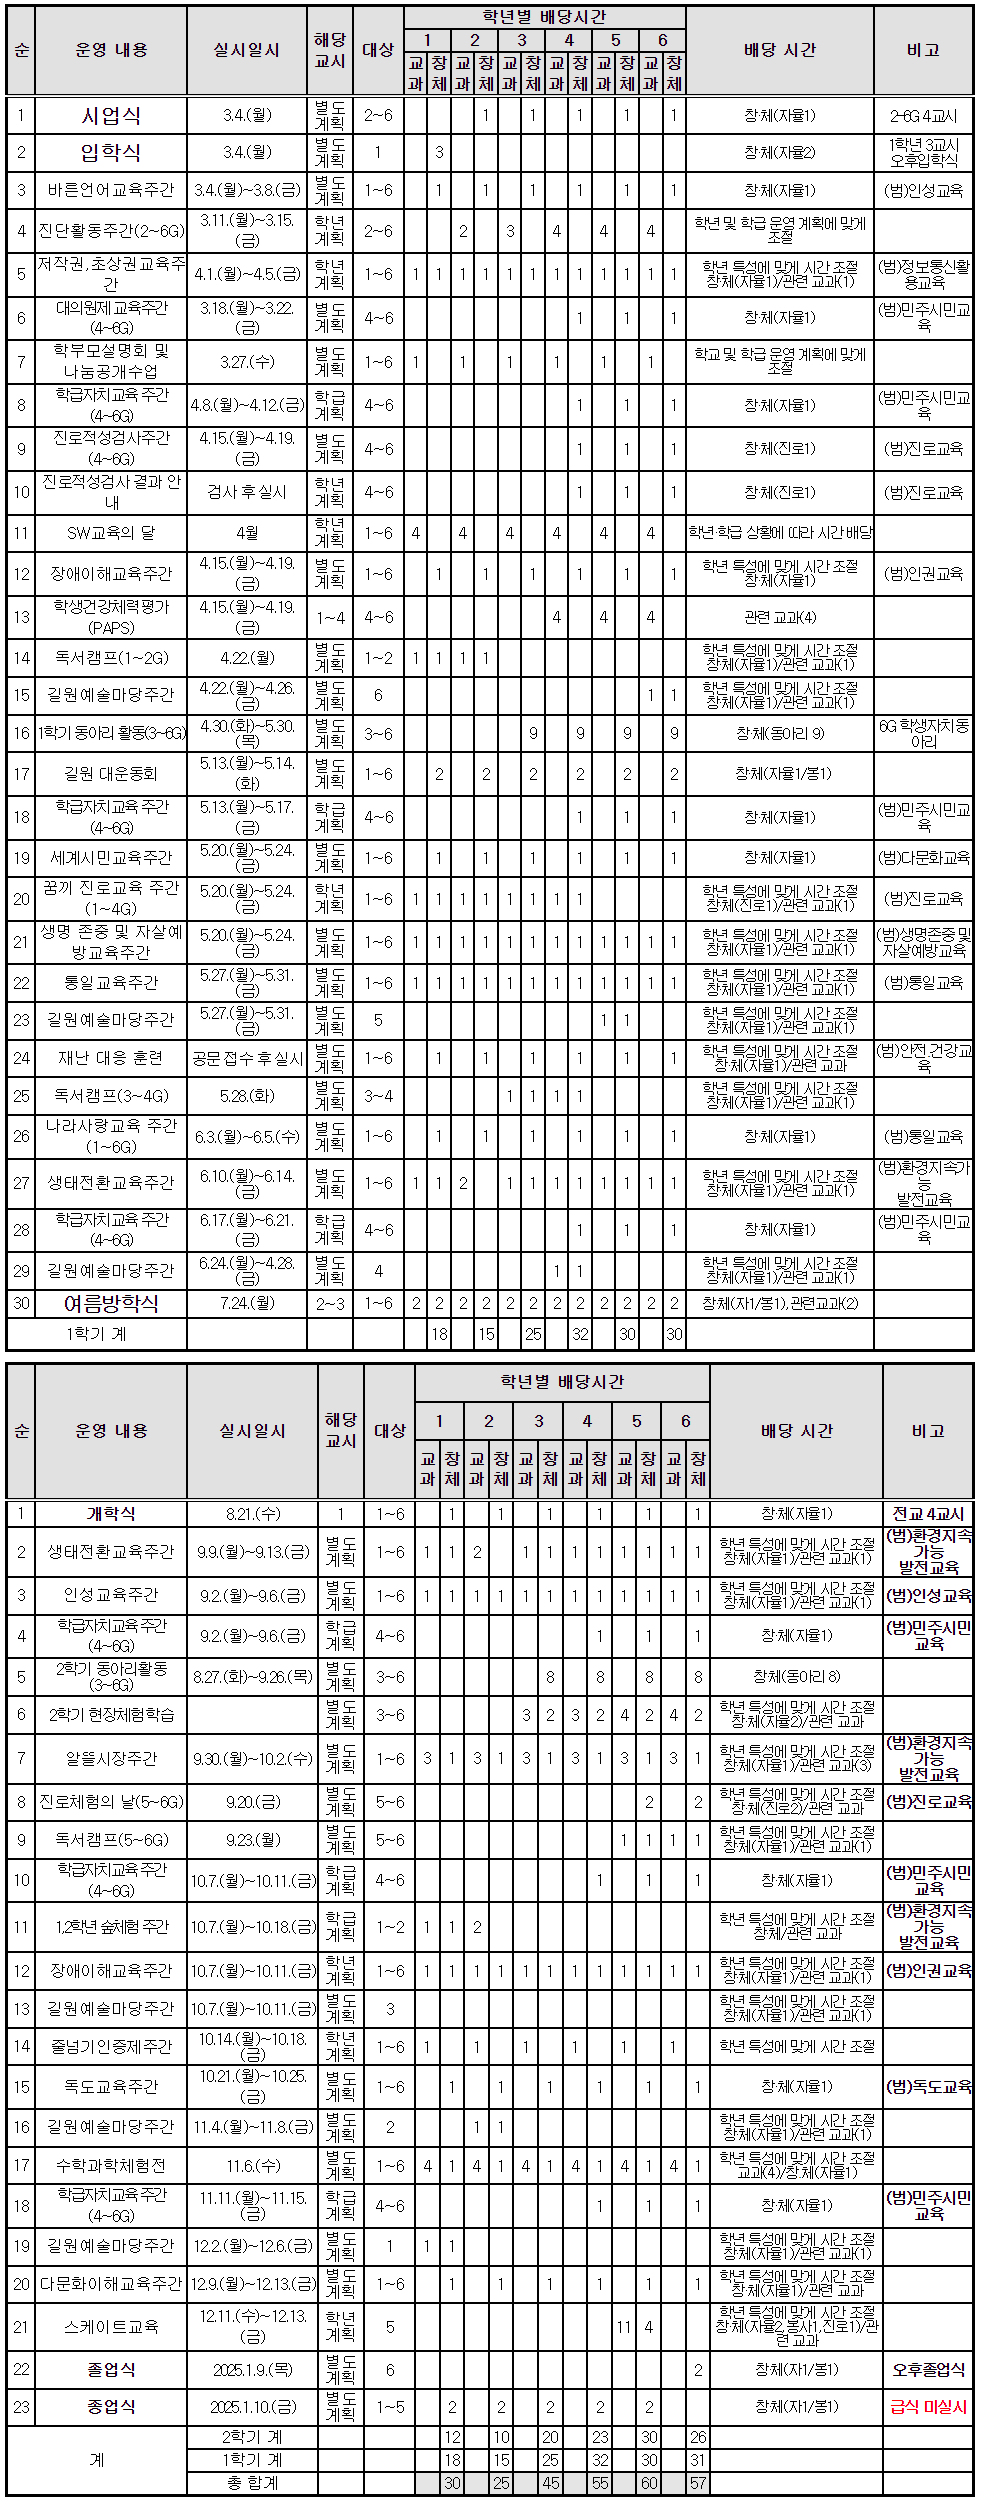 순 운영 내용 실시일시 해당 교시 대상 학년별 배당시간 배당 시간 비고
1 2 3 4 5 6
교과 창체 교과 창체 교과 창체 교과 창체 교과 창체 교과 창체
1 시업식 3.4.(월) 별도계획 2~6 1 1 1 1 1 창체(자율1) 2-6G 4교시
2 입학식 3.4.(월) 별도계획 1 3 창체(자율2) 1학년 3교시 오후입학식
3 바른언어교육주간 3.4.(월)~3.8.(금) 별도계획 1~6 1 1 1 1 1 1 창체(자율1) (범)인성교육
4 진단활동주간(2~6G) 3.11.(월)~3.15.(금) 학년계획 2~6 2 3 4 4 4 학년 및 학급 운영 계획에 맞게 조절
5 저작권,초상권교육주간 4.1.(월)~4.5.(금) 학년계획 1~6 1 1 1 1 1 1 1 1 1 1 1 1 학년 특성에 맞게 시간 조절 창체(자율1)/관련 교과(1) (범)정보통신활용교육
6 대의원제 교육주간(4~6G) 3.18.(월)~3.22.(금) 별도계획 4~6 1 1 1 창체(자율1) (범)민주시민교육
7 학부모설명회 및 나눔공개수업 3.27.(수) 별도계획 1~6 1 1 1 1 1 1 학교 및 학급 운영 계획에 맞게 조절
8 학급자치교육 주간(4~6G) 4.8.(월)~4.12.(금) 학급계획 4~6 1 1 1 창체(자율1) (범)민주시민교육
9 진로적성검사주간(4~6G) 4.15.(월)~4.19.(금) 별도계획 4~6 1 1 1 창체(진로1) (범)진로교육
10 진로적성검사 결과 안내 검사 후 실시 학년계획 4~6 1 1 1 창체(진로1) (범)진로교육
11 SW교육의 달 4월 학년계획 1~6 4 4 4 4 4 4 학년·학급 상황에 따라 시간 배당
12 장애이해교육주간 4.15.(월)~4.19.(금) 별도계획 1~6 1 1 1 1 1 1 학년 특성에 맞게 시간 조절 창체(자율1) (범)인권교육
13 학생건강체력평가(PAPS) 4.15.(월)~4.19.(금) 1~4 4~6 4 4 4 관련 교과(4)
14 독서캠프(1~2G) 4.22.(월) 별도계획 1~2 1 1 1 1 학년 특성에 맞게 시간 조절 창체(자율1)/관련 교과(1)
15 길원예술마당주간 4.22.(월)~4.26.(금) 별도계획 6 1 1 학년 특성에 맞게 시간 조절 창체(자율1)/관련 교과(1)
16 1학기 동아리 활동(3~6G) 4.30.(화)~5.30.(목) 별도계획 3~6 9 9 9 9 창체(동아리 9) 6G 학생자치 동아리
17 길원 대운동회 5.13.(월)~5.14.(화) 별도계획 1~6 2 2 2 2 2 2 창체(자율1/봉1)
18 학급자치교육 주간(4~6G) 5.13.(월)~5.17.(금) 학급계획 4~6 1 1 1 창체(자율1) (범)민주시민교육
19 세계시민교육주간 5.20.(월)~5.24.(금) 별도계획 1~6 1 1 1 1 1 1 창체(자율1) (범)다문화교육
20 꿈끼 진로교육 주간(1~4G) 5.20.(월)~5.24.(금) 학년계획 1~6 1 1 1 1 1 1 1 1 학년 특성에 맞게 시간 조절 창체(진로1)/관련 교과(1) (범)진로교육
21 생명 존중 및 자살예방교육주간 5.20.(월)~5.24.(금) 별도계획 1~6 1 1 1 1 1 1 1 1 1 1 1 1 학년 특성에 맞게 시간 조절 창체(자율1)/관련 교과(1) (범)생명존중 및 자살예방교육
22 통일교육주간 5.27.(월)~5.31.(금) 별도계획 1~6 1 1 1 1 1 1 1 1 1 1 1 1 학년 특성에 맞게 시간 조절 창체(자율1)/관련 교과(1) (범)통일교육
23 길원예술마당주간 5.27.(월)~5.31.(금) 별도계획 5 1 1 학년 특성에 맞게 시간 조절 창체(자율1)/관련 교과(1)
24 재난 대응 훈련 공문 접수 후 실시 별도계획 1~6 1 1 1 1 1 1 학년 특성에 맞게 시간 조절 창체(자율1)/관련 교과 (범)안전.건강교육
25 독서캠프(3~4G) 5.28.(화) 별도계획 3~4 1 1 1 1 학년 특성에 맞게 시간 조절 창체(자율1)/관련 교과(1)
26 나라사랑교육 주간(1~6G) 6.3.(월)~6.5.(수) 별도계획 1~6 1 1 1 1 1 1 창체(자율1) (범)통일교육
27 생태전환교육주간 6.10.(월)~6.14.(금) 별도계획 1~6 1 1 2 1 1 1 1 1 1 1 1 학년 특성에 맞게 시간 조절 창체(자율1)/관련 교과(1) (범)환경지속가능 발전교육
28 학급자치교육 주간(4~6G) 6.17.(월)~6.21.(금) 학급계획 4~6 1 1 1 창체(자율1) (범)민주시민교육
29 길원예술마당주간 6.24.(월)~4.28.(금) 별도계획 4 1 1 학년 특성에 맞게 시간 조절 창체(자율1)/관련 교과(1)
30 여름방학식 7.24.(월) 2~3 1~6 2 2 2 2 2 2 2 2 2 2 2 2 창체(자1/봉1),관련교과(2)
1학기 계 18 15 25 32 30 30
순 운영 내용 실시일시 해당 교시 대상 학년별 배당시간 배당 시간 비고
1 2 3 4 5 6
교과 창체 교과 창체 교과 창체 교과 창체 교과 창체 교과 창체
1 개학식 8.21.(수) 1 1~6 1 1 1 1 1 1 창체(자율1) 전교 4교시
2 생태전환교육주간 9.9.(월)~9.13.(금) 별도계획 1~6 1 1 2 1 1 1 1 1 1 1 1 학년 특성에 맞게 시간 조절 창체(자율1)/관련 교과(1) (범)환경지속가능 발전교육
3 인성교육주간 9.2.(월)~9.6.(금) 별도계획 1~6 1 1 1 1 1 1 1 1 1 1 1 1 학년 특성에 맞게 시간 조절 창체(자율1)/관련 교과(1) (범)인성교육
4 학급자치교육 주간(4~6G) 9.2.(월)~9.6.(금) 학급계획 4~6 1 1 1 창체(자율1) (범)민주시민교육
5 2학기 동아리활동(3~6G) 8.27.(화)~9.26.(목) 별도계획 3~6 8 8 8 8 창체(동아리 8)
6 2학기 현장체험학습 별도계획 3~6 3 2 3 2 4 2 4 2 학년 특성에 맞게 시간 조절 창체(자율2)/관련 교과
7 알뜰시장주간 9.30.(월)~10.2.(수) 별도계획 1~6 3 1 3 1 3 1 3 1 3 1 3 1 학년 특성에 맞게 시간 조절 창체(자율1)/관련 교과(3) (범)환경지속가능 발전교육
8 진로체험의 날(5~6G) 9.20.(금) 별도계획 5~6 2 2 학년 특성에 맞게 시간 조절 창체(진로2)/관련 교과 (범)진로교육
9 독서캠프(5~6G) 9.23.(월) 별도계획 5~6 1 1 1 1 학년 특성에 맞게 시간 조절 창체(자율1)/관련 교과(1)
10 학급자치교육 주간(4~6G) 10.7.(월)~10.11.(금) 학급계획 4~6 1 1 1 창체(자율1) (범)민주시민교육
11 1,2학년 숲체험 주간 10.7.(월)~10.18.(금) 학급계획 1~2 1 1 2 학년 특성에 맞게 시간 조절 창체/관련 교과 (범)환경지속가능 발전교육
12 장애이해교육주간 10.7.(월)~10.11.(금) 학년계획 1~6 1 1 1 1 1 1 1 1 1 1 1 1 학년 특성에 맞게 시간 조절 창체(자율1)/관련 교과(1) (범)인권교육
13 길원예술마당주간 10.7.(월)~10.11.(금) 별도계획 3 학년 특성에 맞게 시간 조절 창체(자율1)/관련 교과(1)
14 줄넘기인증제주간 10.14.(월)~10.18.(금) 학년계획 1~6 1 1 1 1 1 1 학년 특성에 맞게 시간 조절
15 독도교육주간 10.21.(월)~10.25.(금) 별도계획 1~6 1 1 1 1 1 1 창체(자율1) (범)독도교육
16 길원예술마당주간 11.4.(월)~11.8.(금) 별도계획 2 1 1 학년 특성에 맞게 시간 조절 창체(자율1)/관련 교과(1)
17 수학과학체험전 11.6.(수) 별도계획 1~6 4 1 4 1 4 1 4 1 4 1 4 1 학년 특성에 맞게 시간 조절 교과(4)/창체(자율1)
18 학급자치교육 주간(4~6G) 11.11.(월)~11.15.(금) 학급계획 4~6 1 1 1 창체(자율1) (범)민주시민교육
19 길원예술마당주간 12.2.(월)~12.6.(금) 별도계획 1 1 1 학년 특성에 맞게 시간 조절 창체(자율1)/관련 교과(1)
20 다문화이해교육주간 12.9.(월)~12.13.(금) 별도계획 1~6 1 1 1 1 1 1 학년 특성에 맞게 시간 조절 창체(자율1)/관련 교과
21 스케이트교육 12.11.(수)~12.13.(금) 학년계획 5 11 4 학년 특성에 맞게 시간 조절 창체(자율2,봉사1,진로1)/관련 교과
22 졸업식 2025.1.9.(목) 별도계획 6 2 창체(자1/봉1) 오후졸업식
23 종업식 2025.1.10.(금) 별도계획 1~5 2 2 2 2 2 창체(자1/봉1) 급식 미실시
계 2학기 계 12 10 20 23 30 26
1학기 계 18 15 25 32 30 31
총 합계 30 25 45 55 60 57